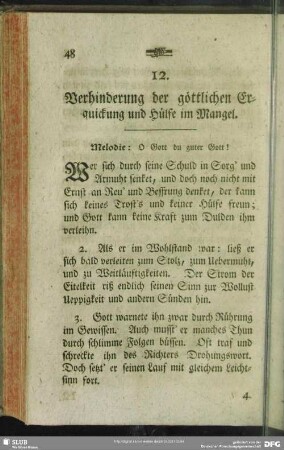 48
12.
Verhinderung der göttlichen Er-
quickung und Hülfe im Mangel.
Melodie: O Gott du guter Gott!
Wer sich durch seine Schuld in Sorg' und
Armuht senket, und doch noch nicht mit
Ernst an Reu' und Bessrung denket, der kann
sich keines Trost's und keiner Hülfe freun;
und Gott kann keine Kraft zum Dulden ihm
verleihn.
2. Als er im Wohlstand war: ließ er
sich bald verleiten zum Stolz, zum Uebermuht,
und zu Weitläuftigkeiten. Der Strom der
Eitelkeit riß endlich seinen Sinn zur Wollust
Ueppigkeit und andern Sünden hin.
3. Gott warnete ihn zwar durch Rührung
im Gewissen. Auch musst' er manches Thun
durch schlimme Folgen büssen. Oft traf und
schreckte ihn des Richters Drohungswort.
Doch setzt' er seinen Lauf mit gleichem Leicht-
sinn fort.
4.
SLUB
Wir führen Wissen.
DFG